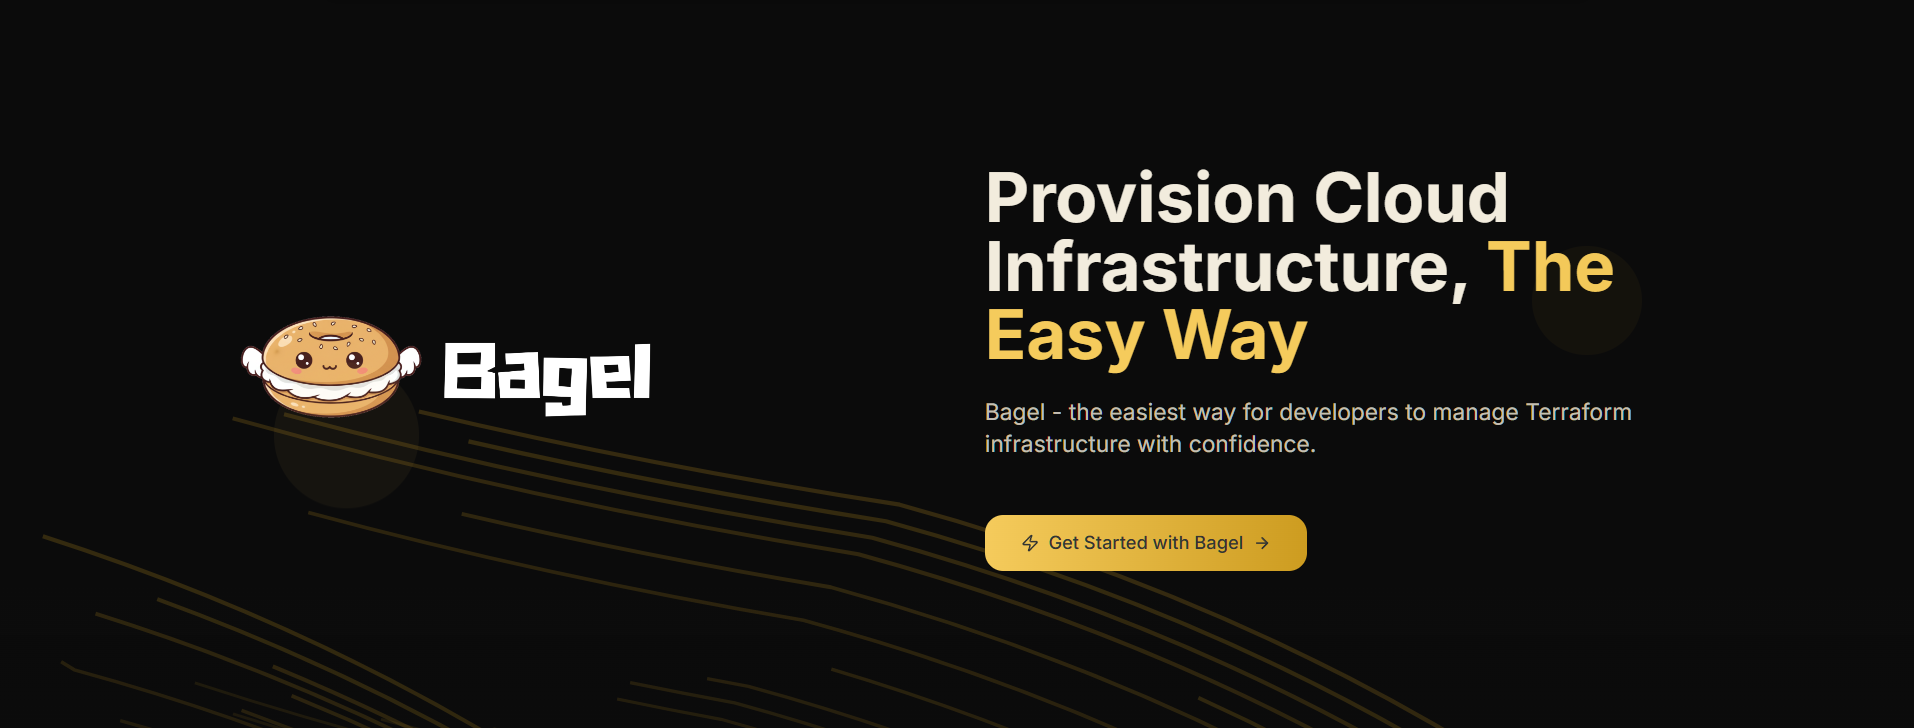 Bagel
Provision Cloud
Infrastructure, The
Easy Way
Bagel - the easiest way for developers to manage Terraform
infrastructure with confidence.
Get Started with Bagel